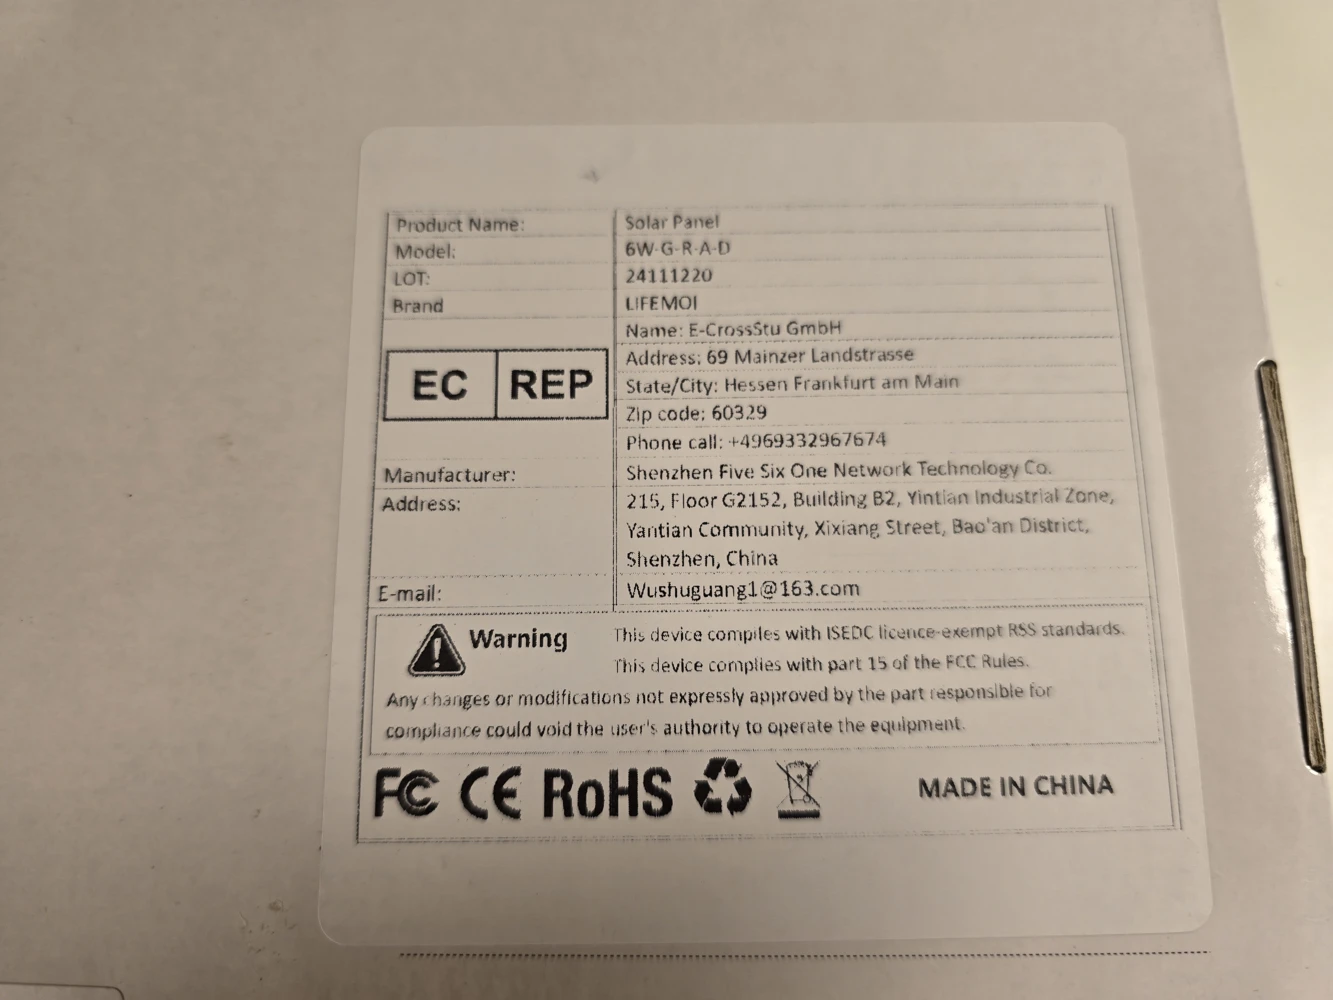 Product Name: Solar Panel
Model: 6W-G-R-A-D
LOT: 24111220
Brand LIFEMOI
EC REP
Name: E-CrossStu GmbH
Address: 69 Mainzer Landstrasse
State/City: Hessen Frankfurt am Main
Zip code: 60329
Phone call: +4969332967674
Manufacturer: Shenzhen Five Six One Network Technology Co.
Address: 215, Floor G2152, Building B2, Yintian Industrial Zone,
Yantian Community, Xixiang Street, Bao'an District,
Shenzhen, China
E-mail: Wushuguang1@163.com
Warning This device complies with ISEDC licence-exempt RSS standards.
This device complies with part 15 of the FCC Rules.
Any changes or modifications not expressly approved by the part responsible for
compliance could void the user's authority to operate the equipment.
FC CE RoHS MADE IN CHINA